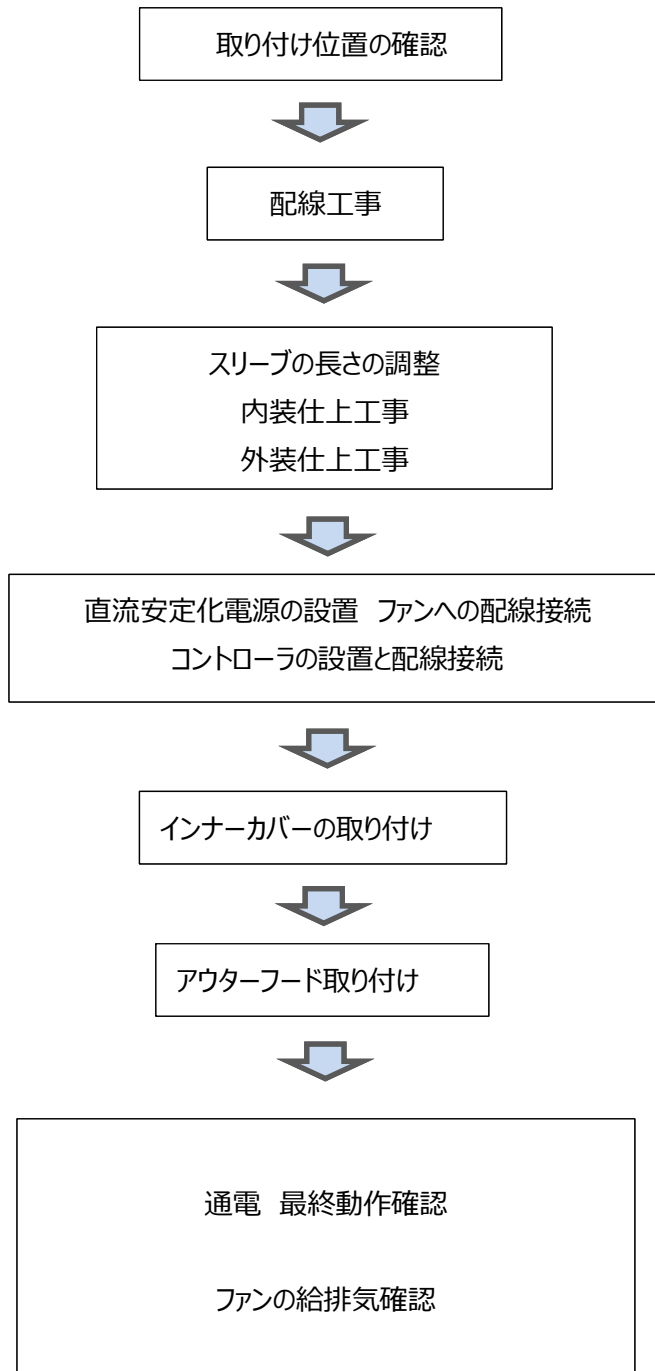 取り付け位置の確認
配線工事
スリーブの長さの調整
内装仕上工事
外装仕上工事
直流安定化電源の設置　ファンへの配線接続
コントローラの設置と配線接続
インナーカバーの取り付け
アウターフード取り付け
通電　最終動作確認
ファンの給排気確認